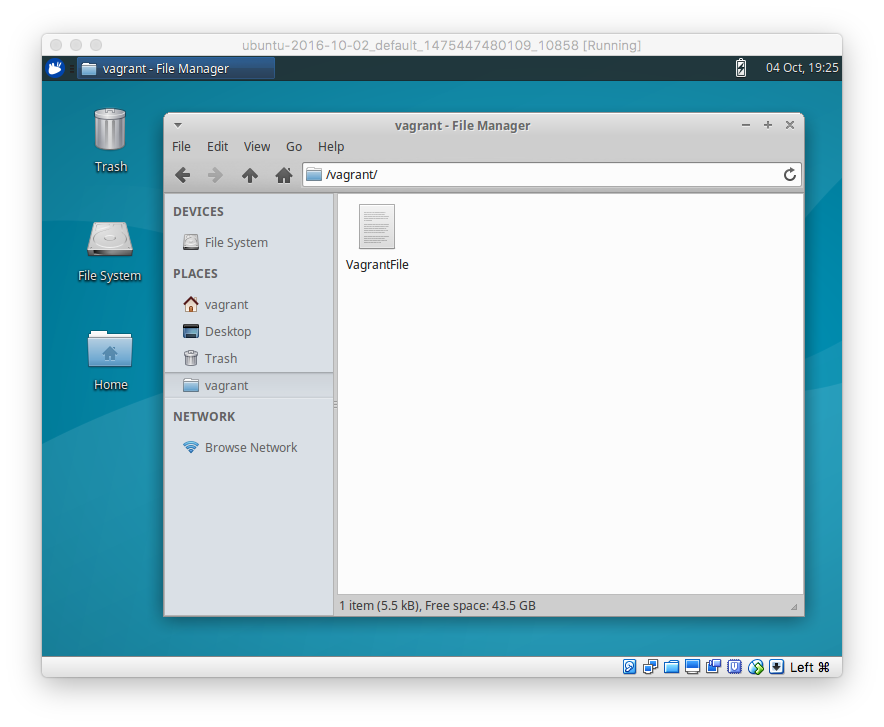 ubuntu-2016-10-02_default_1475447480109_10858 [Running]
vagrant - File Manager
04 Oct, 19:25
Trash
File System
Home
vagrant - File Manager
File Edit View Go Help
/vagrant/
DEVICES
File System
PLACES
vagrant
Desktop
Trash
vagrant
NETWORK
Browse Network
VagrantFile
1 item (5.5 kB), Free space: 43.5 GB
Left ⌘